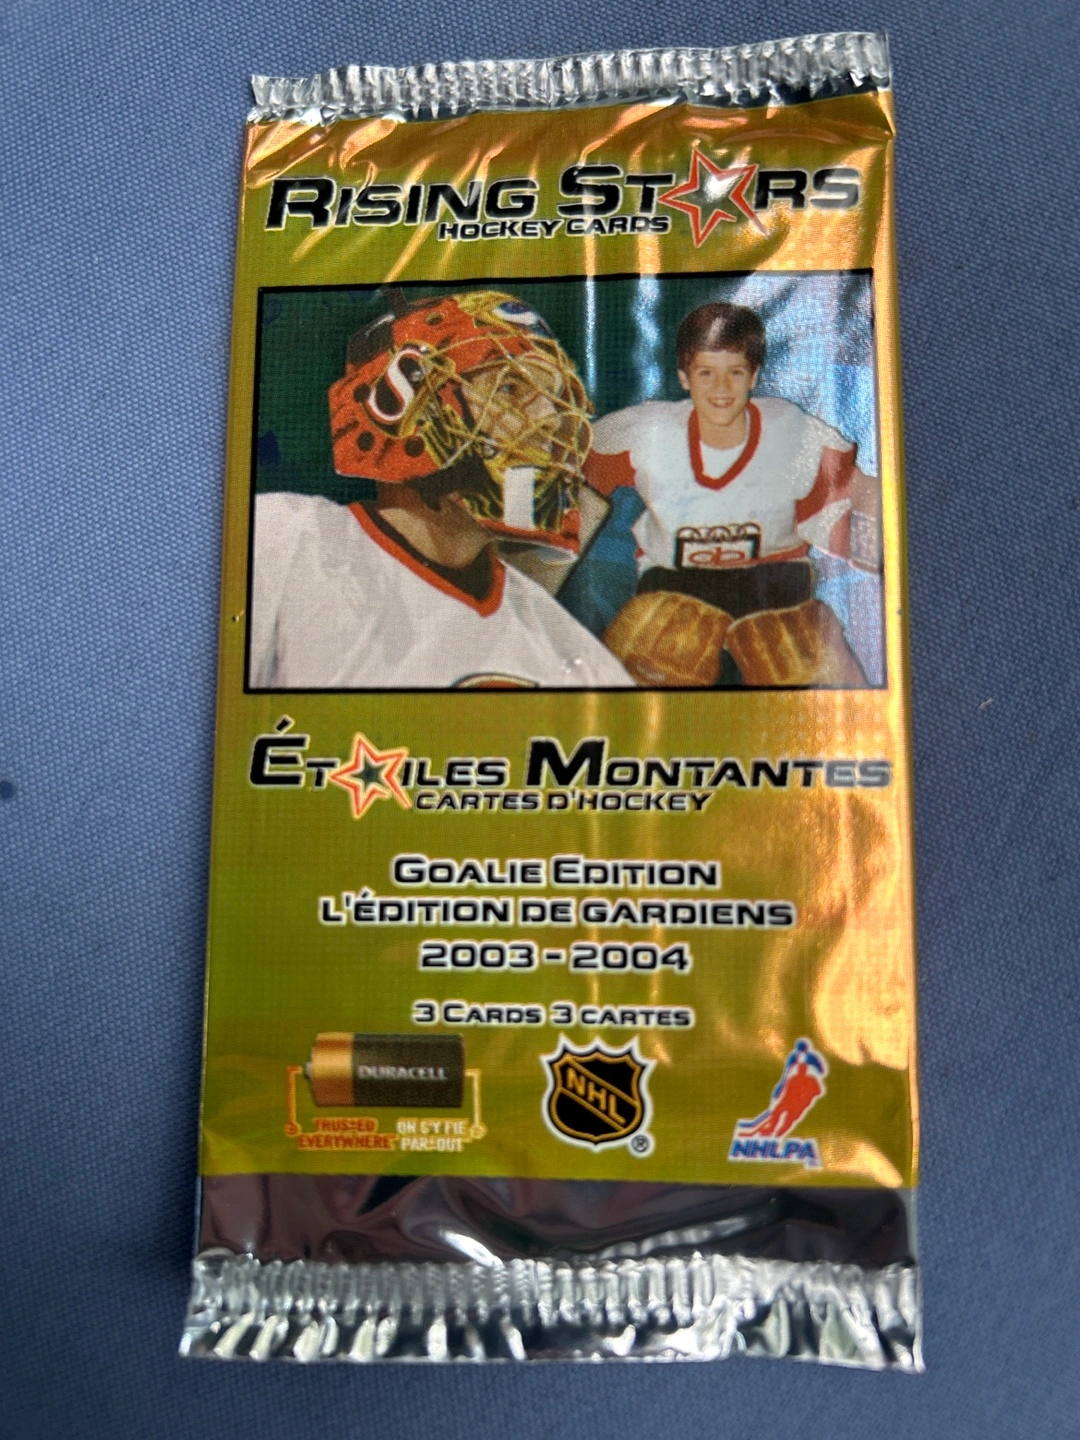 RISING STARS
HOCKEY CARDS
S
ÉTOILES MONTANTES
CARTES D'HOCKEY
GOALIE EDITION
L'ÉDITION DE GARDIENS
2003 - 2004
3 CARDS 3 CARTES
DURACELL
TRUSTED EVERYWHERE
ON S'Y FIE PARTOUT
NHL
®
NHLPA